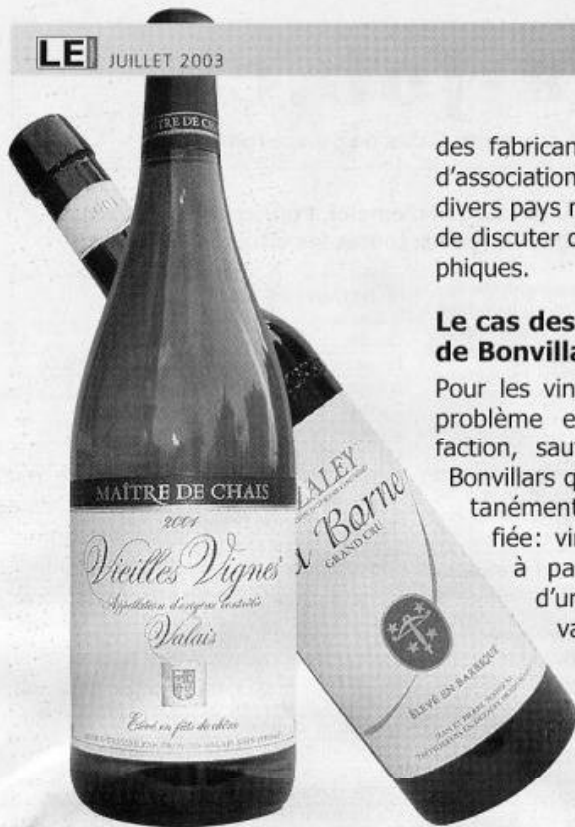 LE JUILLET 2003
des fabrican
d'association
divers pays r
de discuter d
phiques.
Le cas des
de Bonvilla
Pour les vin
problème e
faction, sau
Bonvillars q
tanément
fiée: vin
à pa
d'un
va
MAÎTRE DE CHAIS
2001
Vieilles Vignes
Appellation d'origine contrôlée
Valais
Élevé en fûts de chêne
Borne
GRAND CRU
ÉLEVÉ EN BARRIQUE